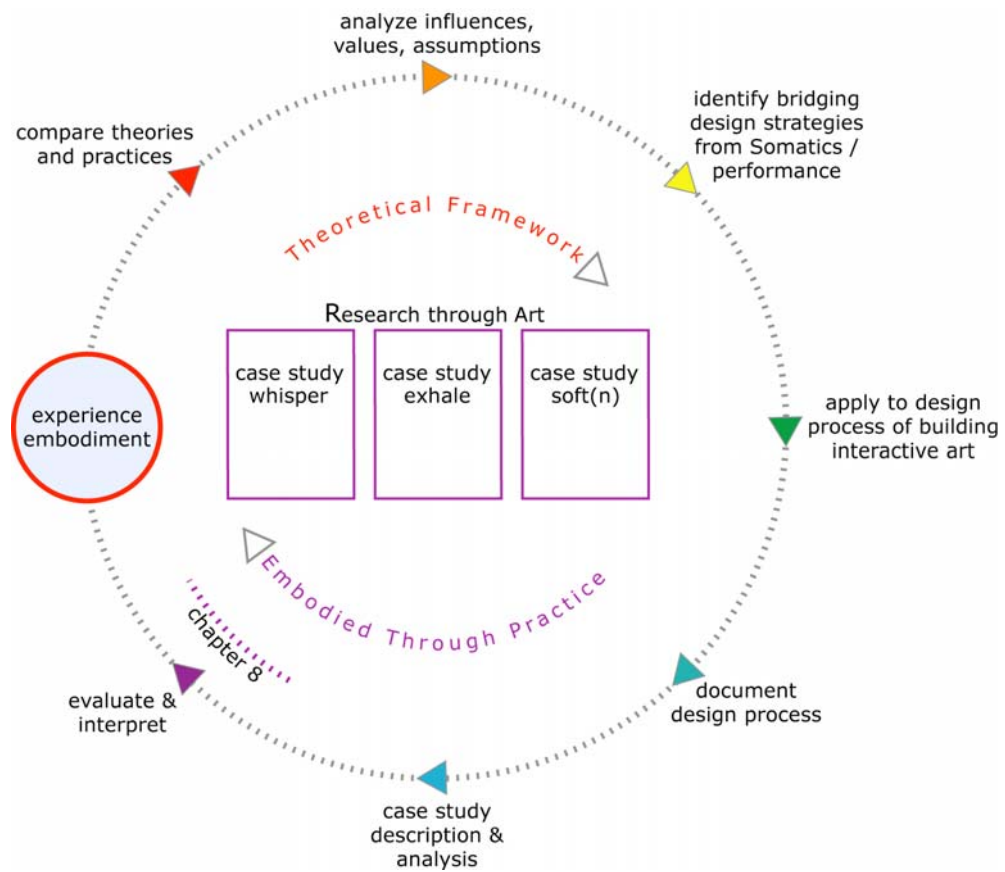 analyze influences,
values, assumptions
identify bridging
design strategies
from Somatics /
performance
compare theories
and practices
Theoretical Framework
Research through Art
case study
whisper
case study
exhale
case study
soft(n)
experience
embodiment
apply to design
process of building
interactive art
Embodied Through Practice
chapter 8
evaluate &
interpret
document
design process
case study
description &
analysis